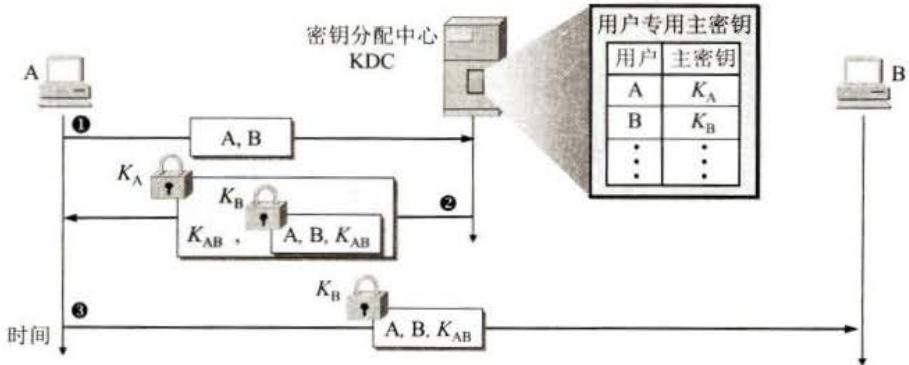 密钥分配中心
KDC
用户专用主密钥
用户 主密钥
A K_A
B K_B
⋮ ⋮
A
B
❶
A, B
K_A
K_B
❷
K_AB , A, B, K_AB
❸
K_B
A, B, K_AB
时间